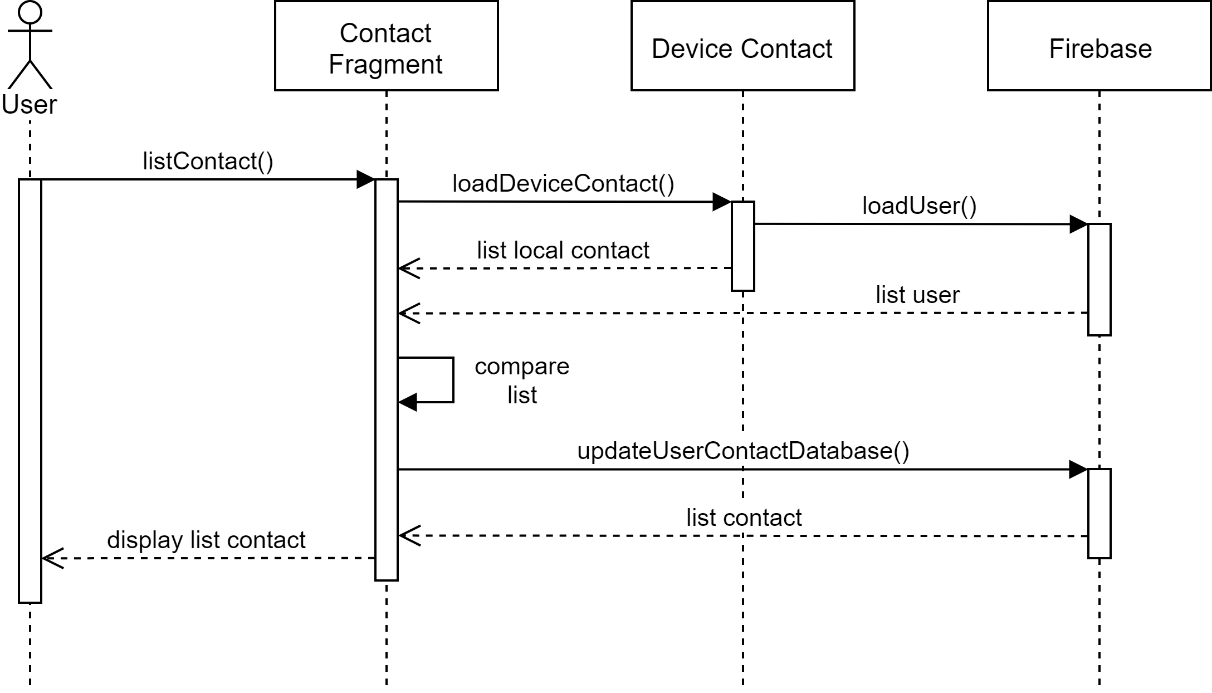 User
Contact
Fragment
Device Contact
Firebase
listContact()
loadDeviceContact()
loadUser()
list local contact
list user
compare
list
updateUserContactDatabase()
list contact
display list contact